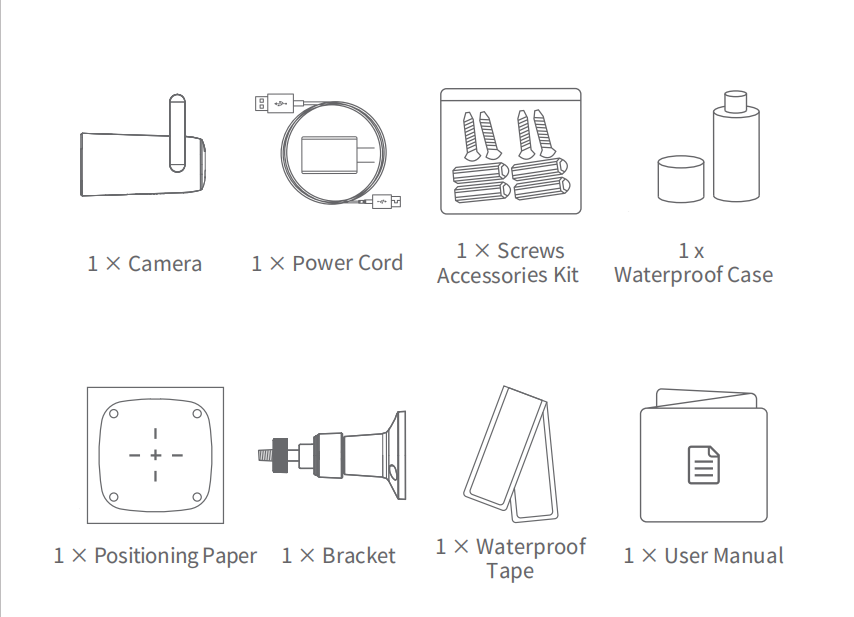 1 × Camera
1 × Power Cord
1 × Screws
Accessories Kit
1 x
Waterproof Case
1 × Positioning Paper
1 × Bracket
1 × Waterproof
Tape
1 × User Manual